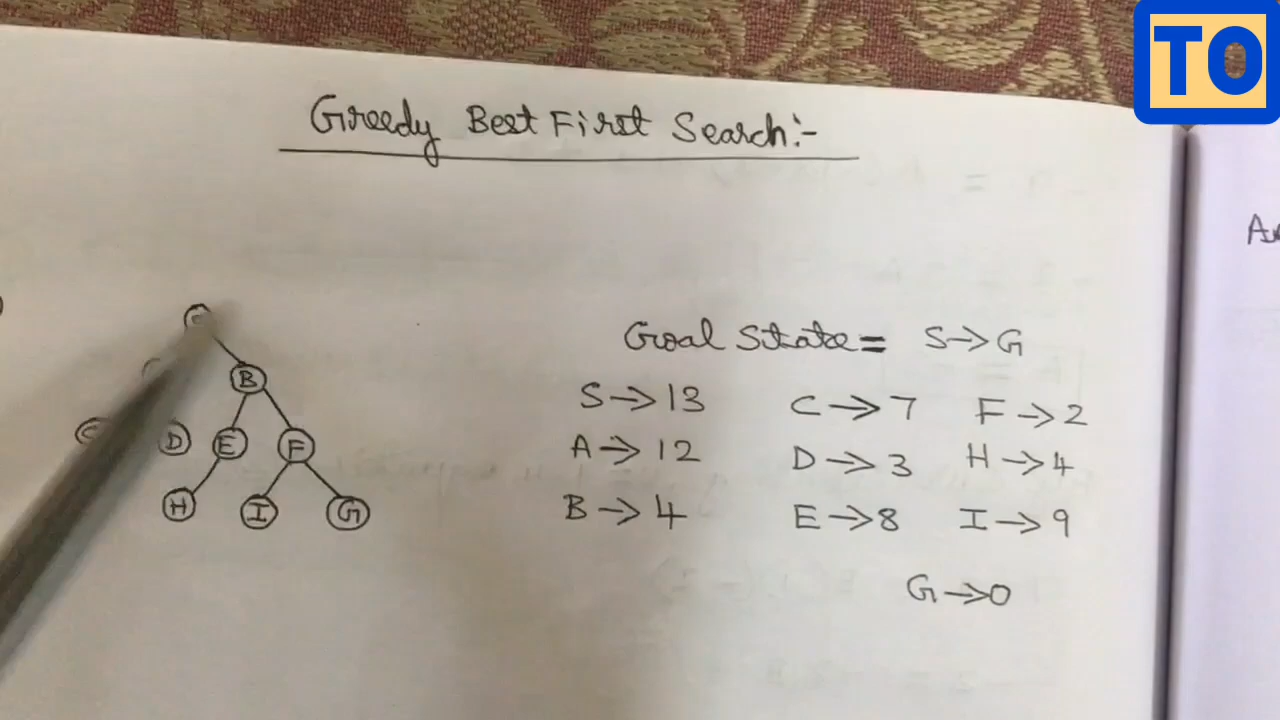 TO
Greedy Best First Search:-
Goal State = S→G
S→13 C→7 F→2
A→12 D→3 H→4
B→4 E→8 I→9
G→0
B
D E F
H I G